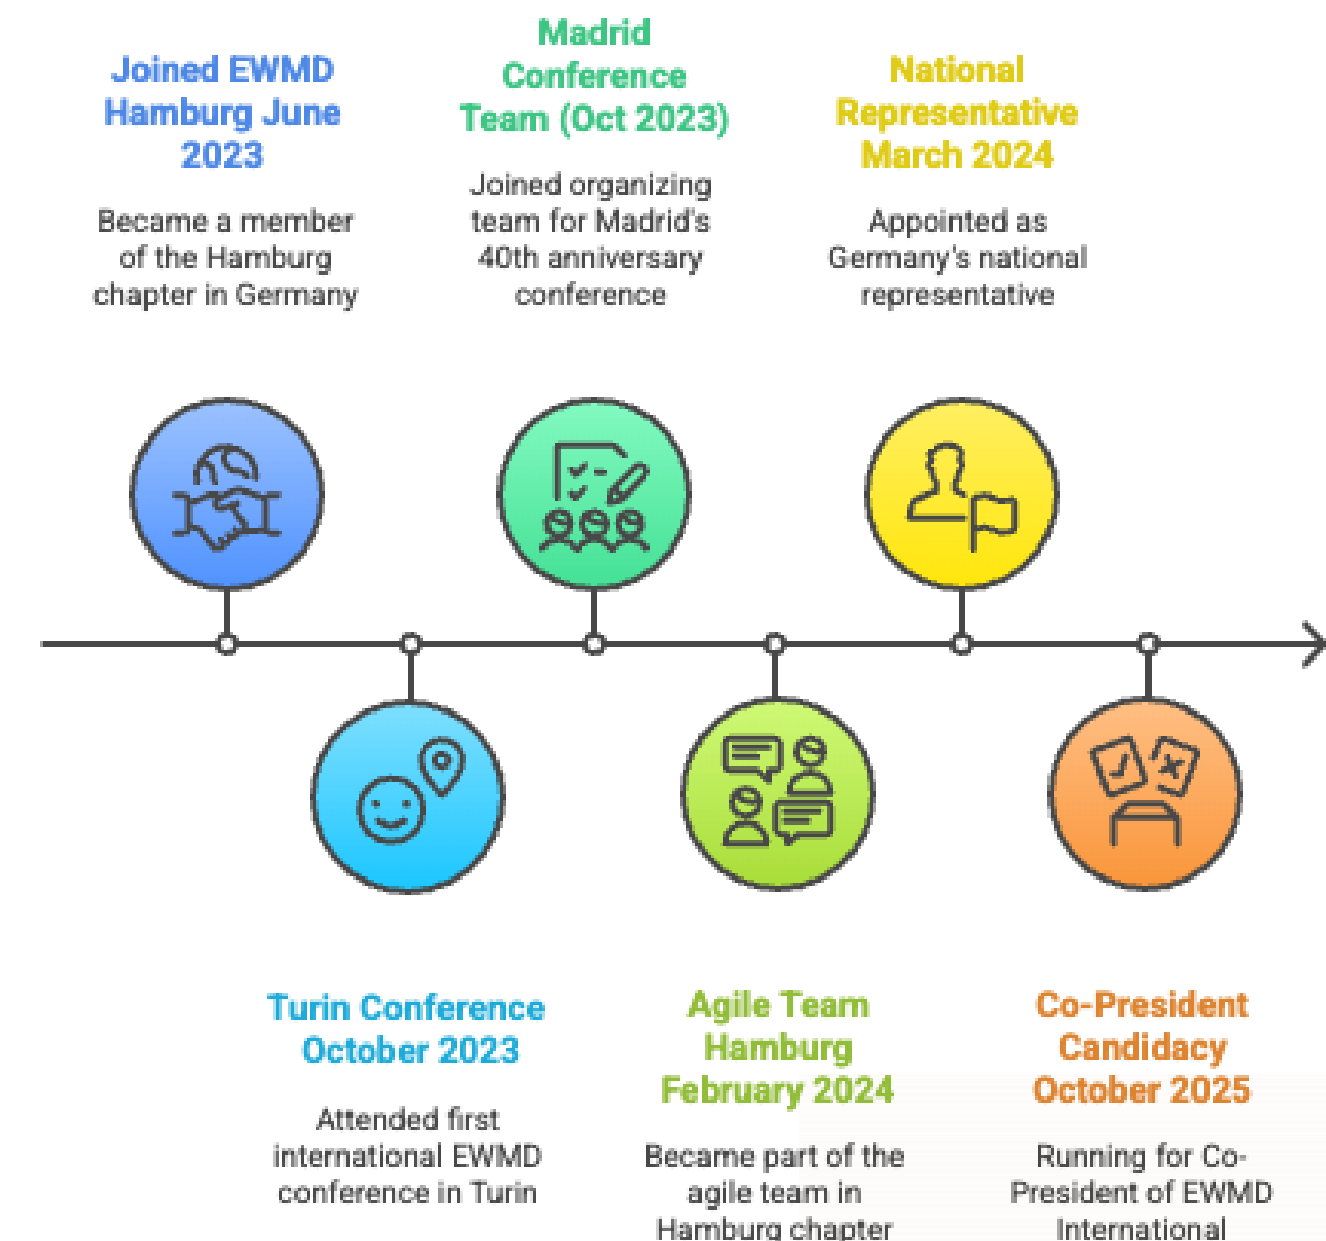 Joined EWMD
Hamburg June
2023
Became a member
of the Hamburg
chapter in Germany
Madrid
Conference
Team (Oct 2023)
Joined organizing
team for Madrid's
40th anniversary
conference
National
Representative
March 2024
Appointed as
Germany's national
representative
Turin Conference
October 2023
Attended first
international EWMD
conference in Turin
Agile Team
Hamburg
February 2024
Became part of the
agile team in
Hamburg chapter
Co-President
Candidacy
October 2025
Running for Co-
President of EWMD
International